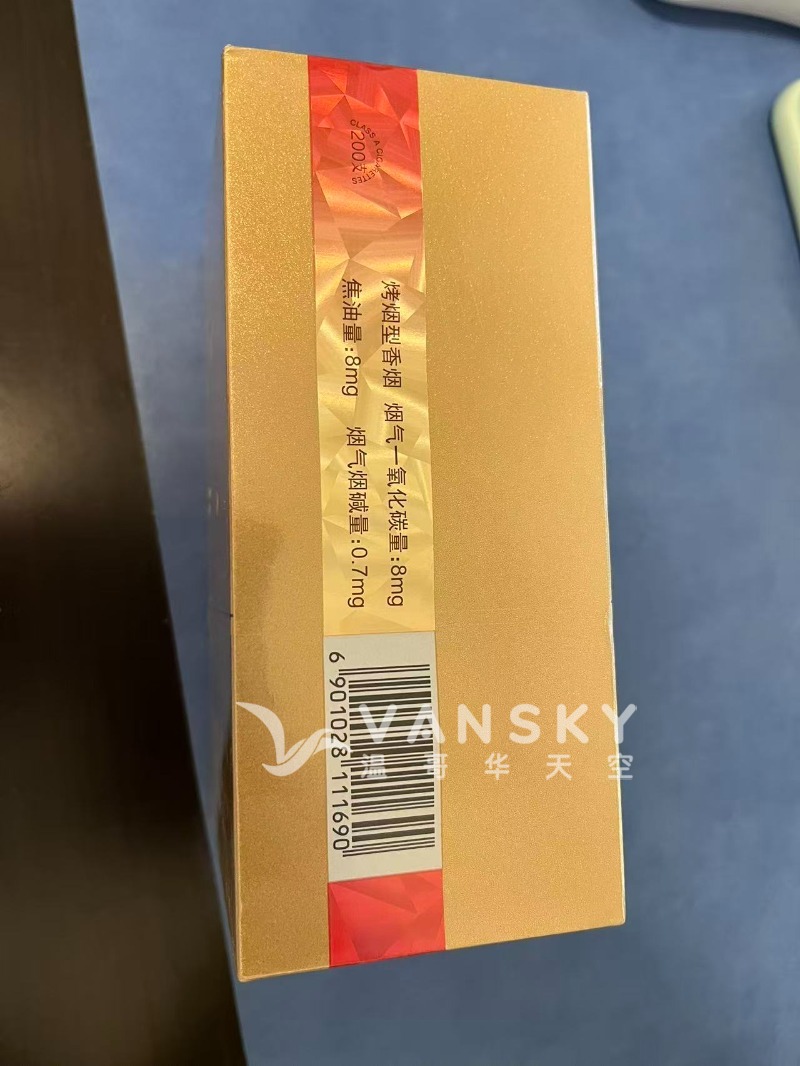 CLASS A CIGARETTES
200支
烤烟型香烟 烟气一氧化碳量:8mg
焦油量:8mg 烟气烟碱量:0.7mg
6 901028 111690
VANSKY
温哥华天空